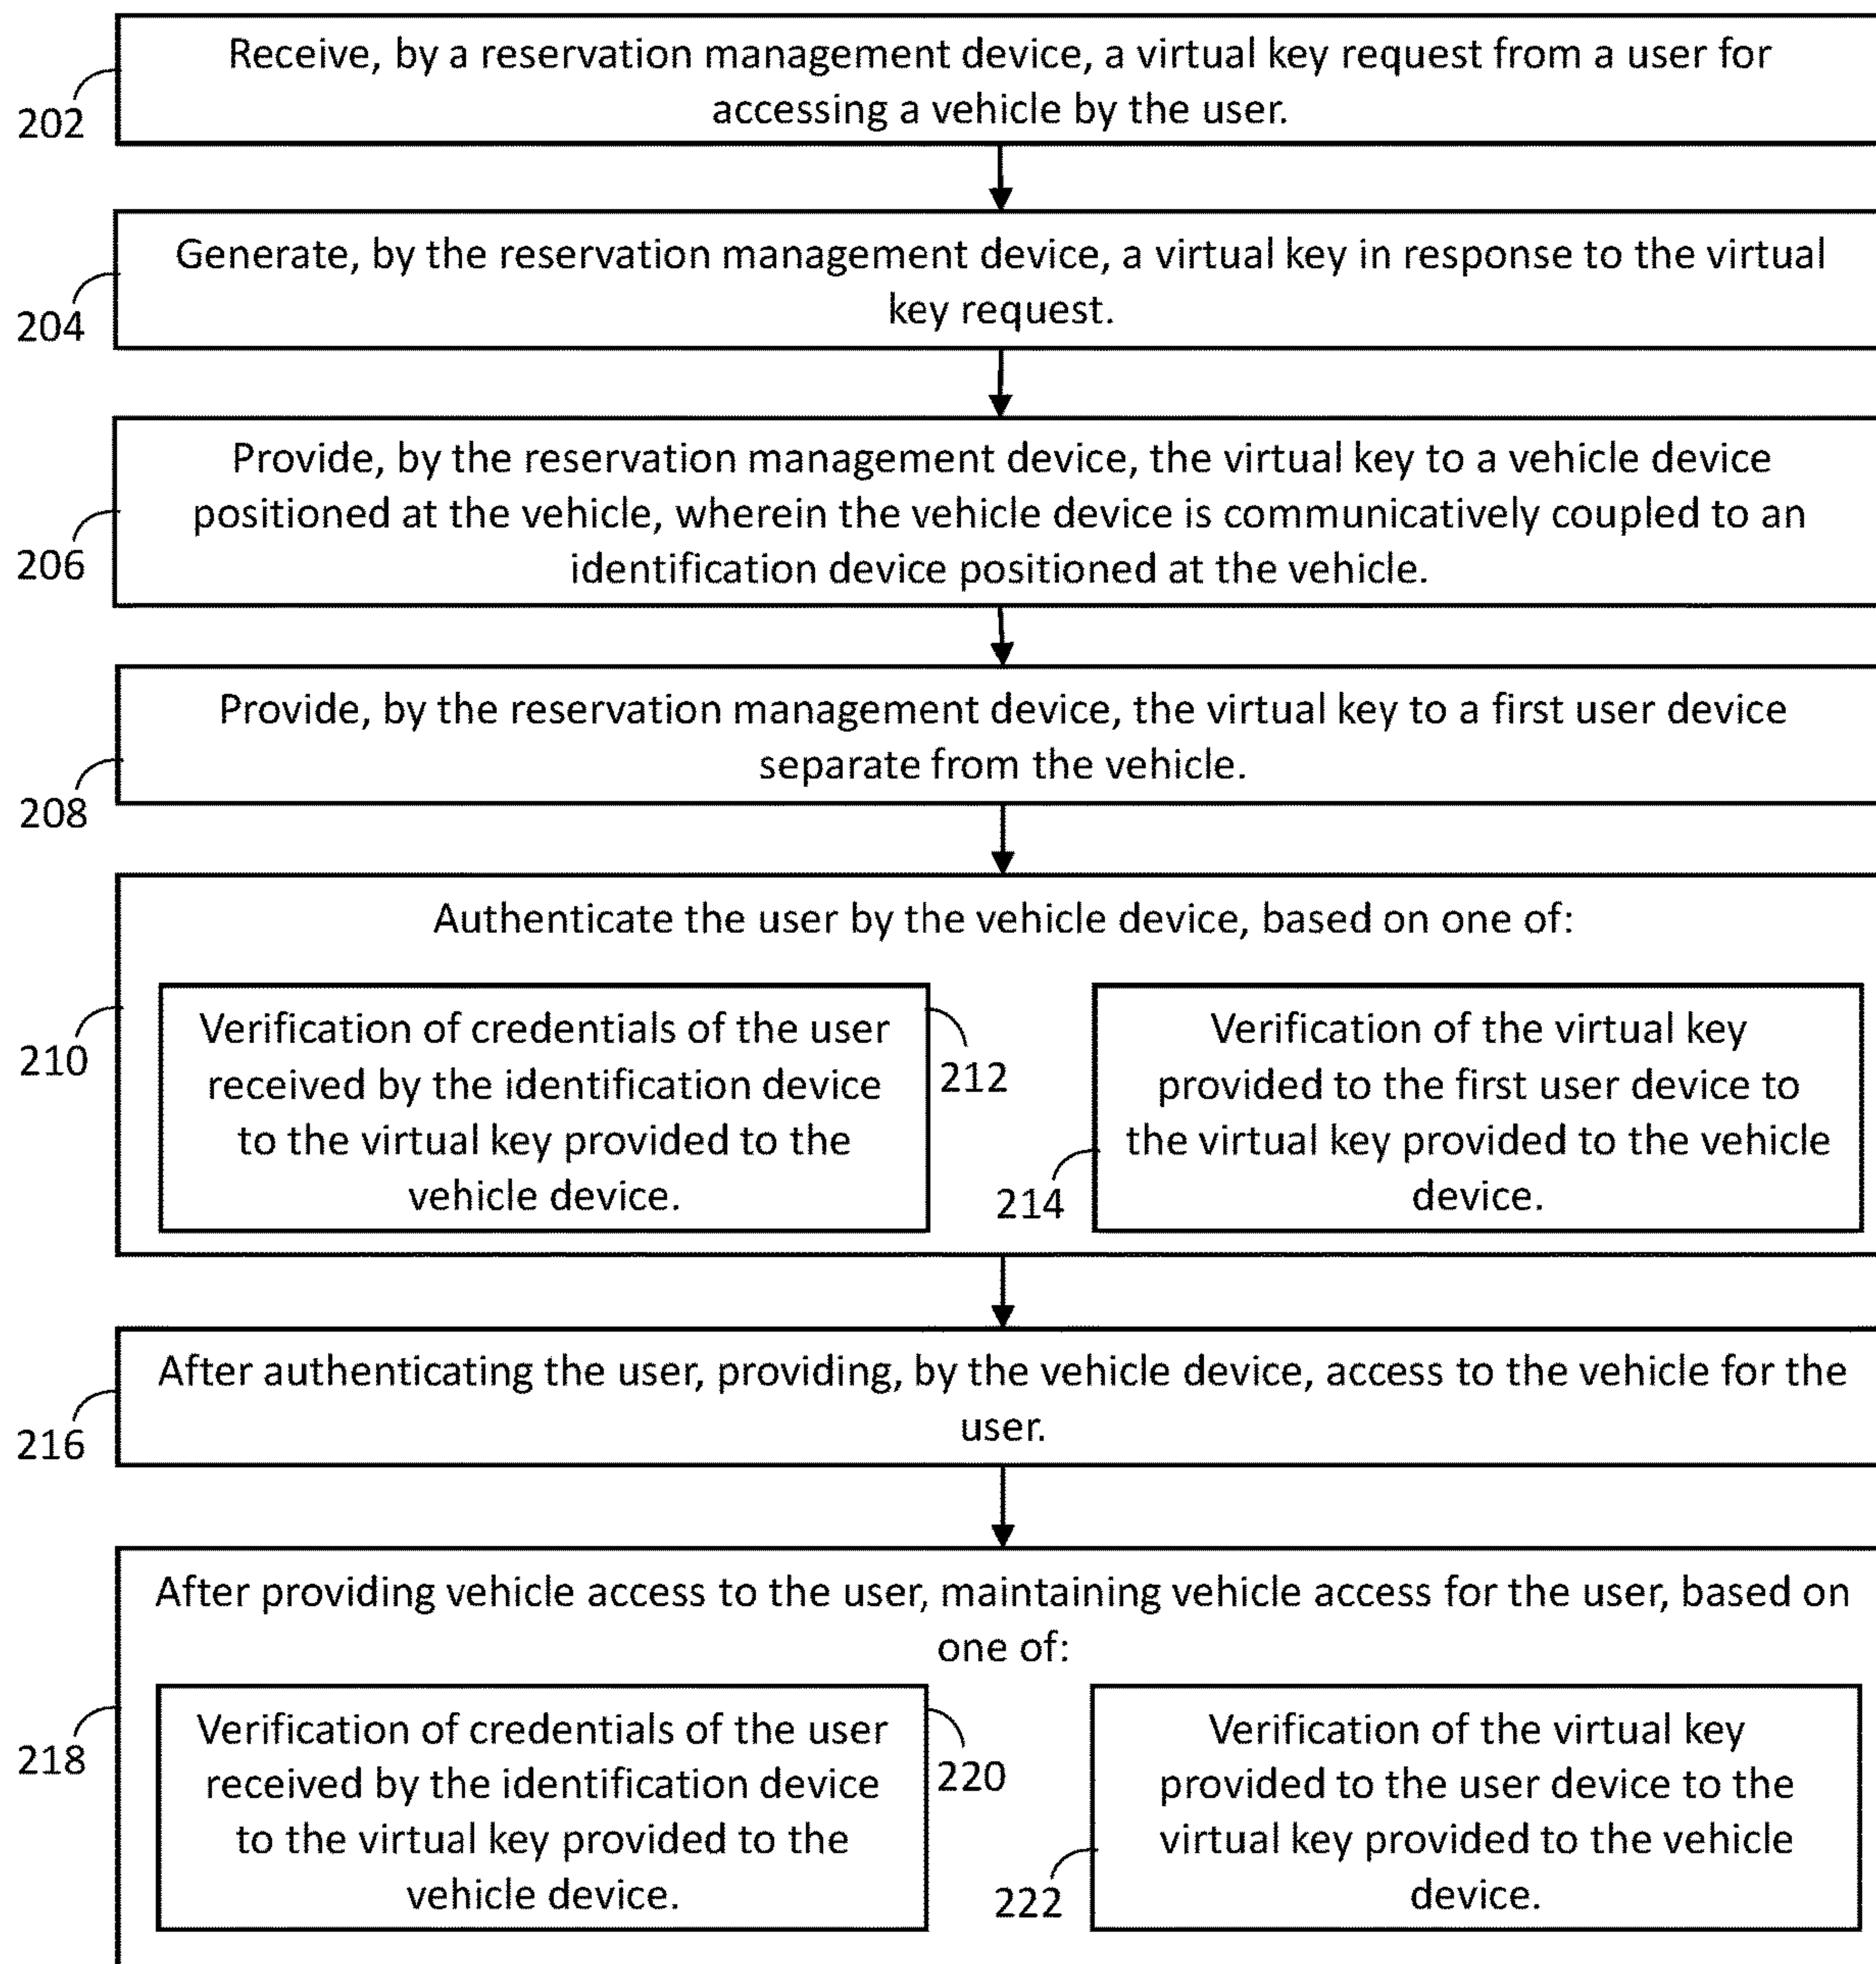 Receive, by a reservation management device, a virtual key request from a user for
accessing a vehicle by the user.
202
Generate, by the reservation management device, a virtual key in response to the virtual
key request.
204
Provide, by the reservation management device, the virtual key to a vehicle device
positioned at the vehicle, wherein the vehicle device is communicatively coupled to an
identification device positioned at the vehicle.
206
Provide, by the reservation management device, the virtual key to a first user device
separate from the vehicle.
208
Authenticate the user by the vehicle device, based on one of:
210
Verification of credentials of the user
received by the identification device
to the virtual key provided to the
vehicle device.
212
Verification of the virtual key
provided to the first user device to
the virtual key provided to the vehicle
device.
214
After authenticating the user, providing, by the vehicle device, access to the vehicle for the
user.
216
After providing vehicle access to the user, maintaining vehicle access for the user, based on
one of:
218
Verification of credentials of the user
received by the identification device
to the virtual key provided to the
vehicle device.
220
Verification of the virtual key
provided to the user device to the
virtual key provided to the vehicle
device.
222